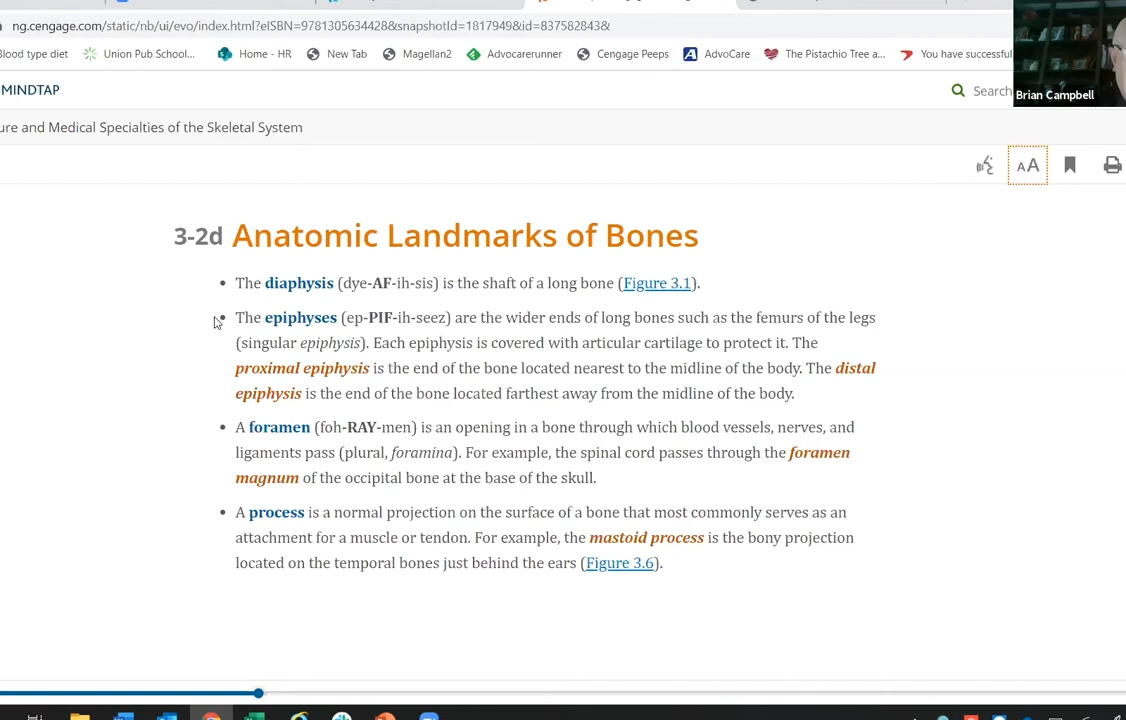 ng.cengage.com/static/nb/ui/evo/index.html?eISBN=9781305634428&snapshotId=1817949&id=837582843&
Blood type diet Union Pub School... Home - HR New Tab Magellan2 Advocarerunner Cengage Peeps AdvoCare The Pistachio Tree a... You have successful
MINDTAP
Search
Brian Campbell
ure and Medical Specialties of the Skeletal System
AA
3-2d Anatomic Landmarks of Bones
• The diaphysis (dye-AF-ih-sis) is the shaft of a long bone (Figure 3.1).
• The epiphyses (ep-PIF-ih-seez) are the wider ends of long bones such as the femurs of the legs
(singular epiphysis). Each epiphysis is covered with articular cartilage to protect it. The
proximal epiphysis is the end of the bone located nearest to the midline of the body. The distal
epiphysis is the end of the bone located farthest away from the midline of the body.
• A foramen (foh-RAY-men) is an opening in a bone through which blood vessels, nerves, and
ligaments pass (plural, foramina). For example, the spinal cord passes through the foramen
magnum of the occipital bone at the base of the skull.
• A process is a normal projection on the surface of a bone that most commonly serves as an
attachment for a muscle or tendon. For example, the mastoid process is the bony projection
located on the temporal bones just behind the ears (Figure 3.6).